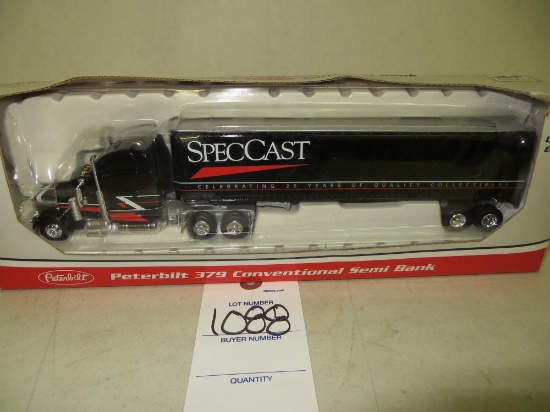 SPECCAST
CELEBRATING 25 YEARS OF QUALITY COLLECTIBLES
Peterbilt
Peterbilt 379 Conventional Semi Bank
LOT NUMBER
1088
BUYER NUMBER
QUANTITY